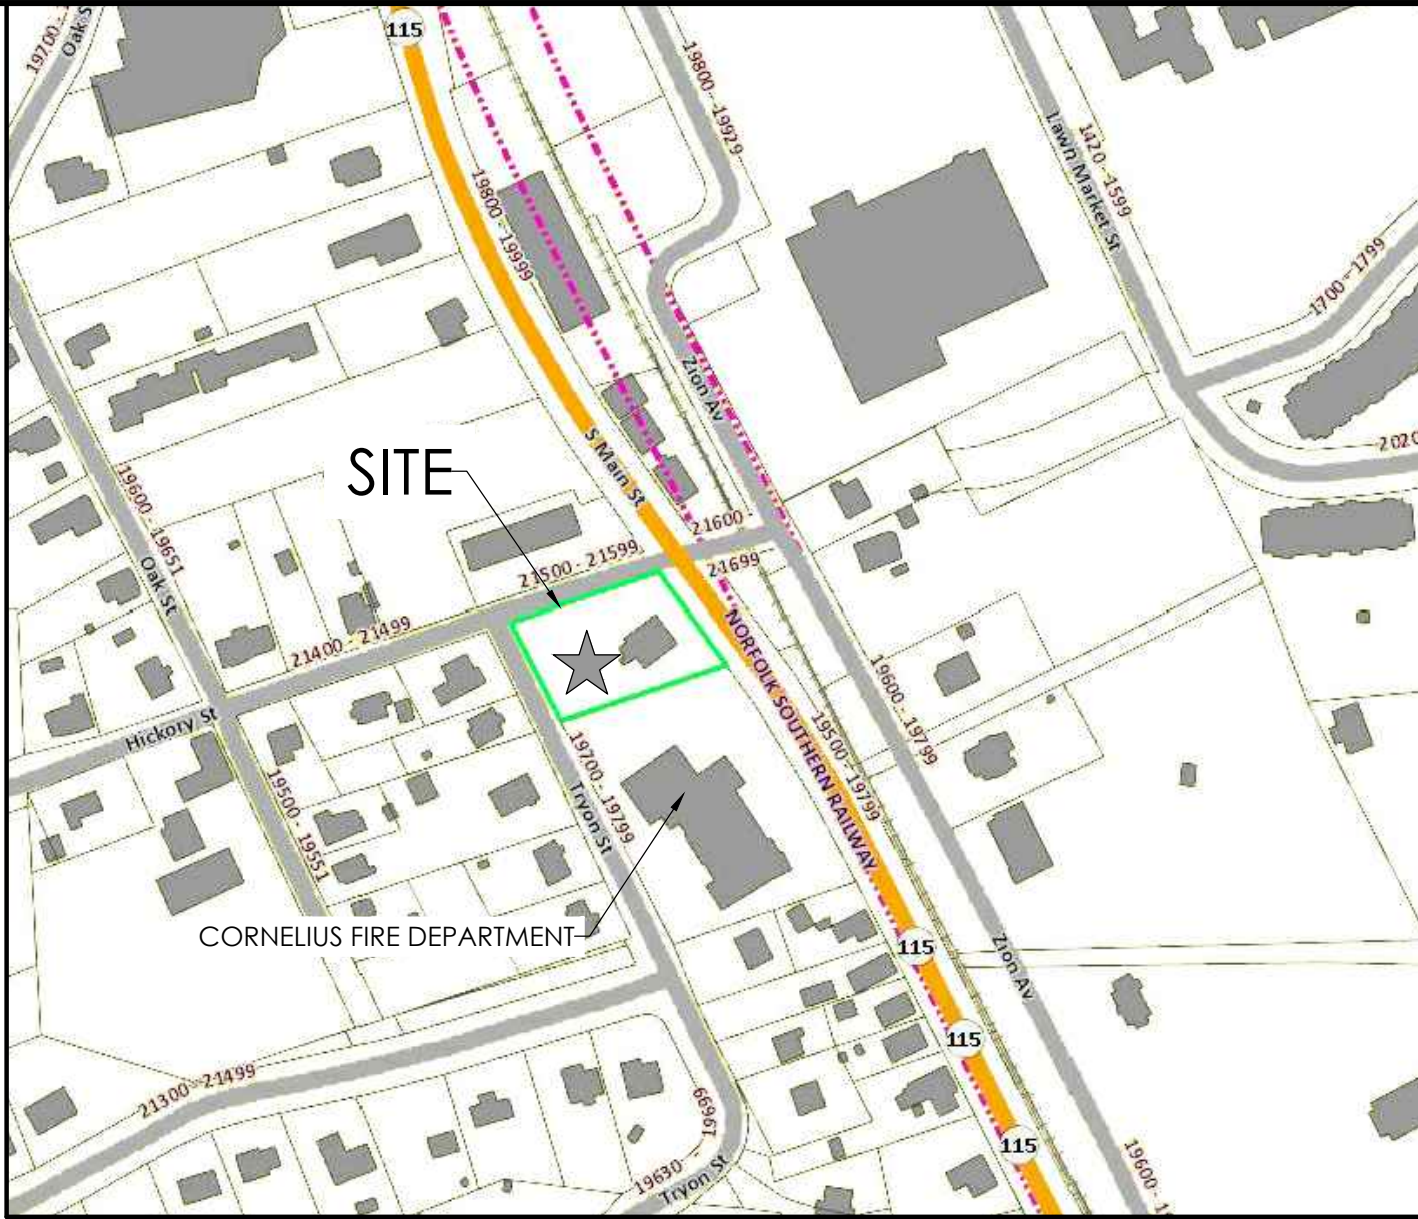 19700 -
Oak S
115
19800 - 19929
19800 - 19999
Lawn Market St
1420 - 1599
1700 - 1799
Zion Av
2020
S Main St
SITE
19600 - 19651
Oak St
21600 -
21699
21500 - 21599
21400 - 21499
Hickory St
NORFOLK SOUTHERN RAILWAY
19600 - 19799
19500 - 19799
19700 - 19799
Tryon St
19500 - 19551
CORNELIUS FIRE DEPARTMENT
115
Zion Av
115
21300 - 21499
115
19630 - 19699
Tryon St
19600 - 19